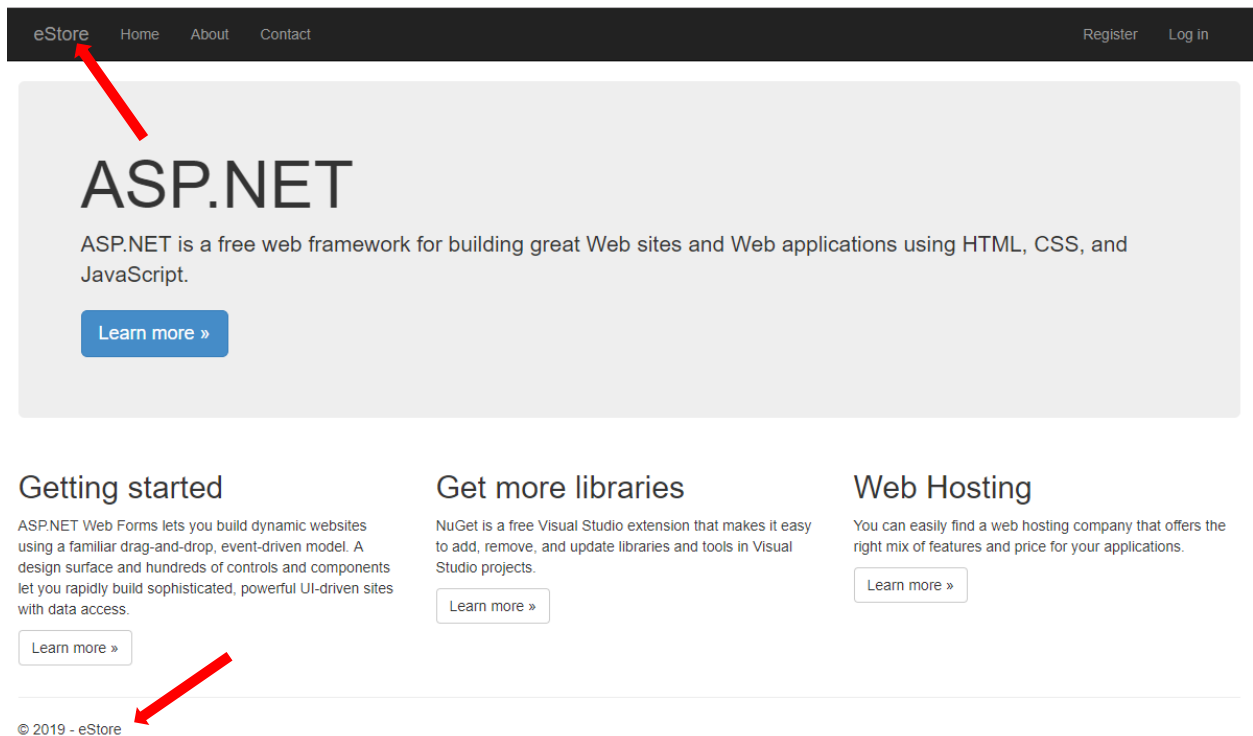 eStore Home About Contact Register Log in
ASP.NET
ASP.NET is a free web framework for building great Web sites and Web applications using HTML, CSS, and
JavaScript.
Learn more »
Getting started
ASP.NET Web Forms lets you build dynamic websites
using a familiar drag-and-drop, event-driven model. A
design surface and hundreds of controls and components
let you rapidly build sophisticated, powerful UI-driven sites
with data access.
Learn more »
Get more libraries
NuGet is a free Visual Studio extension that makes it easy
to add, remove, and update libraries and tools in Visual
Studio projects.
Learn more »
Web Hosting
You can easily find a web hosting company that offers the
right mix of features and price for your applications.
Learn more »
© 2019 - eStore